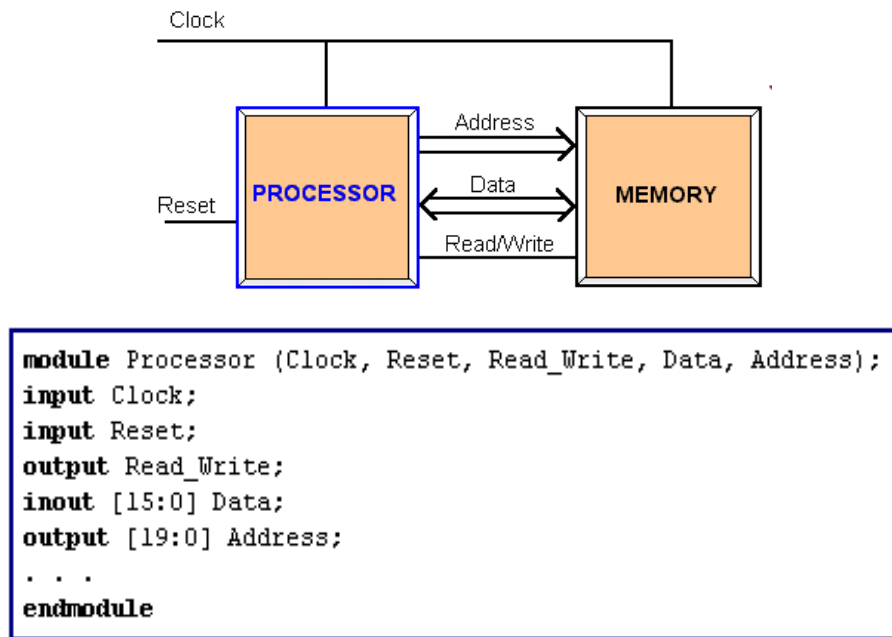 Clock
Address
PROCESSOR
Data
MEMORY
Reset
Read/Write
module Processor (Clock, Reset, Read_Write, Data, Address);
input Clock;
input Reset;
output Read_Write;
inout [15:0] Data;
output [19:0] Address;
. . .
endmodule